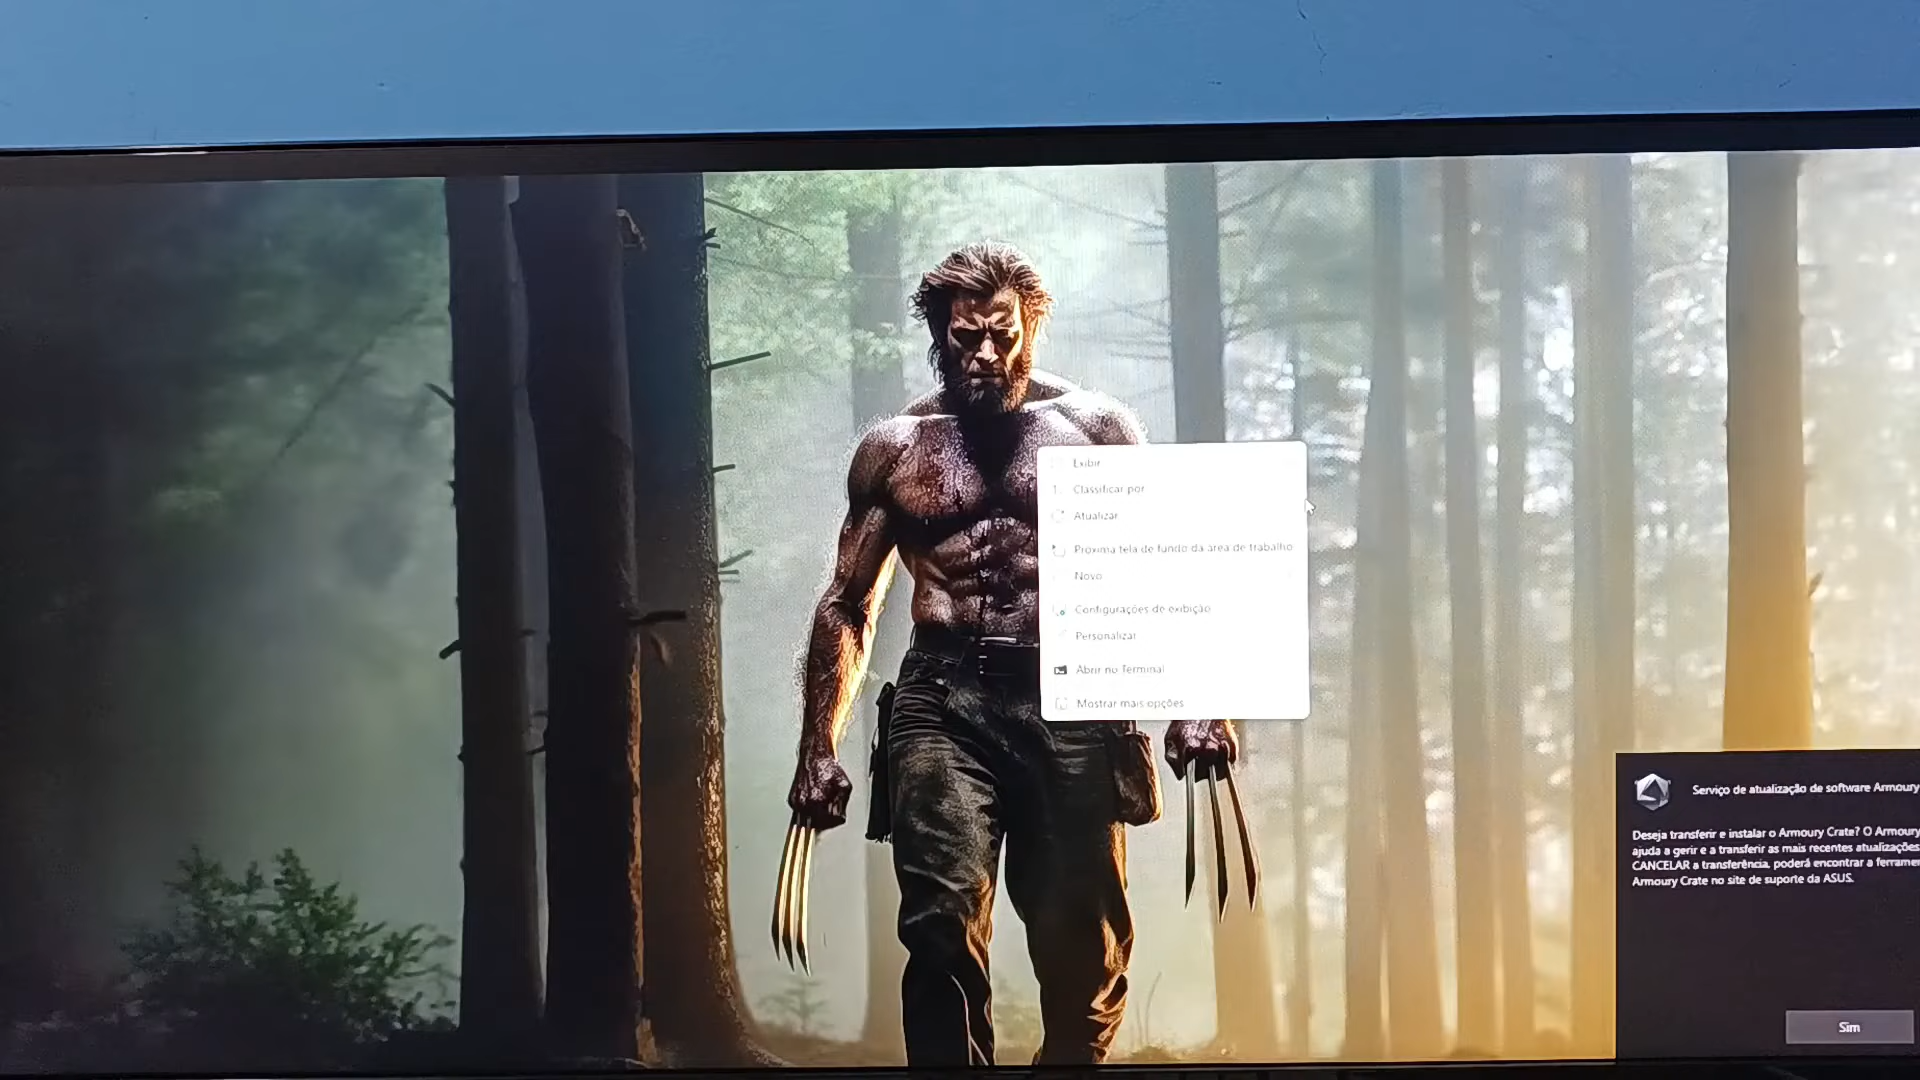 Exibir
Classificar por
Atualizar
Próxima tela de fundo da área de trabalho
Novo
Configurações de exibição
Personalizar
Abrir no Terminal
Mostrar mais opções
Serviço de atualização de software Armoury
Deseja transferir e instalar o Armoury Crate? O Armoury
ajuda a gerir e a transferir as mais recentes atualizações
CANCELAR a transferência, poderá encontrar a
Armoury Crate no site de suporte da ASUS.
Sim